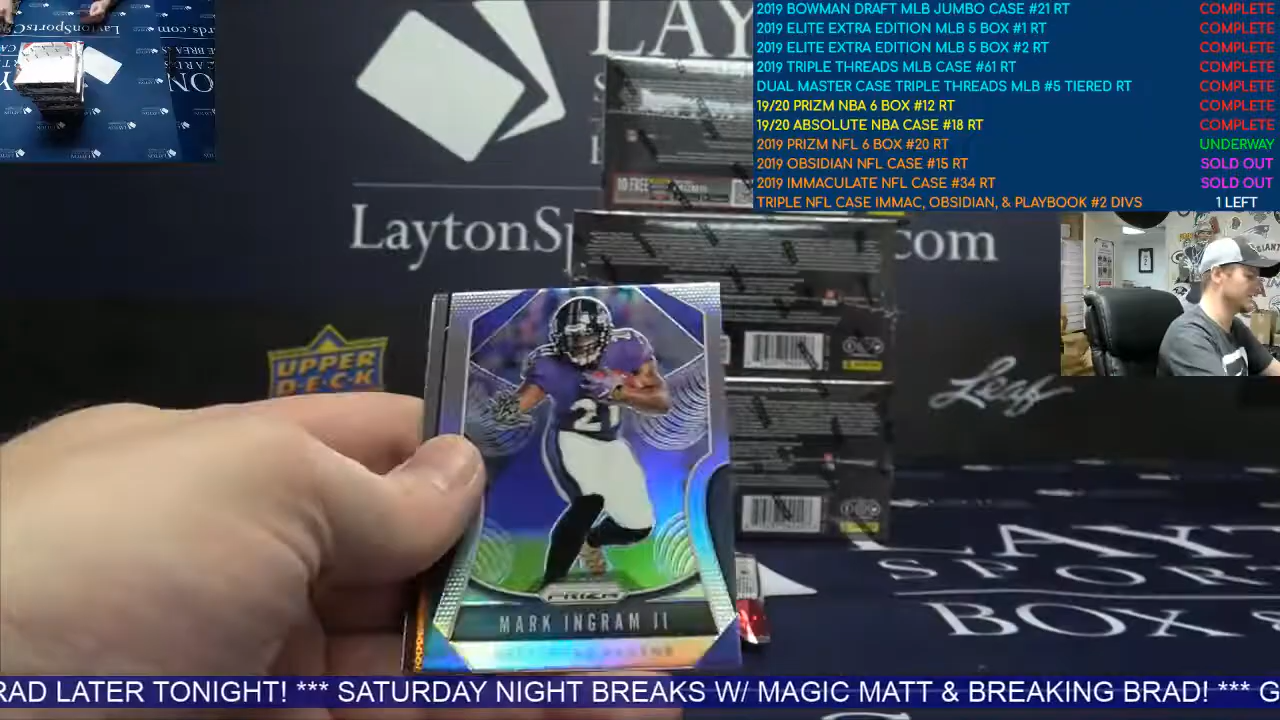 2019 BOWMAN DRAFT MLB JUMBO CASE #21 RT COMPLETE
2019 ELITE EXTRA EDITION MLB 5 BOX #1 RT COMPLETE
2019 ELITE EXTRA EDITION MLB 5 BOX #2 RT COMPLETE
2019 TRIPLE THREADS MLB CASE #61 RT COMPLETE
DUAL MASTER CASE TRIPLE THREADS MLB #5 TIERED RT COMPLETE
19/20 PRIZM NBA 6 BOX #12 RT COMPLETE
19/20 ABSOLUTE NBA CASE #18 RT COMPLETE
2019 PRIZM NFL 6 BOX #20 RT UNDERWAY
2019 OBSIDIAN NFL CASE #15 RT SOLD OUT
2019 IMMACULATE NFL CASE #34 RT SOLD OUT
TRIPLE NFL CASE IMMAC, OBSIDIAN, & PLAYBOOK #2 DIVS 1 LEFT
LAY
10 FREE
LaytonSp com
UPPER DECK
Leaf
21
PRIZM
MARK INGRAM II
LAYT
SPORT
BOX
RAD LATER TONIGHT! *** SATURDAY NIGHT BREAKS W/ MAGIC MATT & BREAKING BRAD! *** G